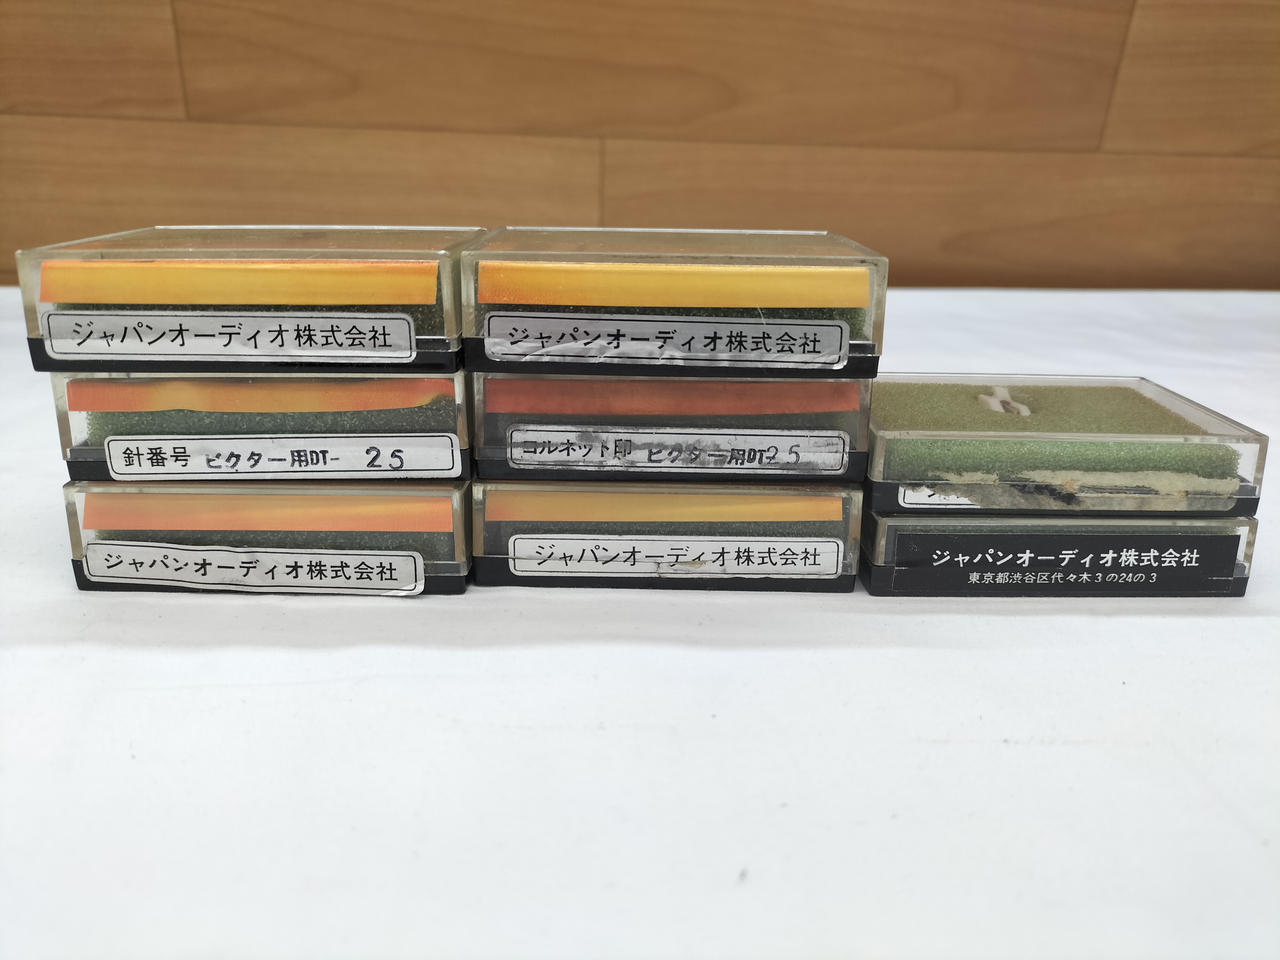 ジャパンオーディオ株式会社
ジャパンオーディオ株式会社
針番号 ビクター用DT- 25
コルネット印 ビクター用DT-25
ジャパンオーディオ株式会社
ジャパンオーディオ株式会社
ジャパンオーディオ株式会社
東京都渋谷区代々木3の24の3